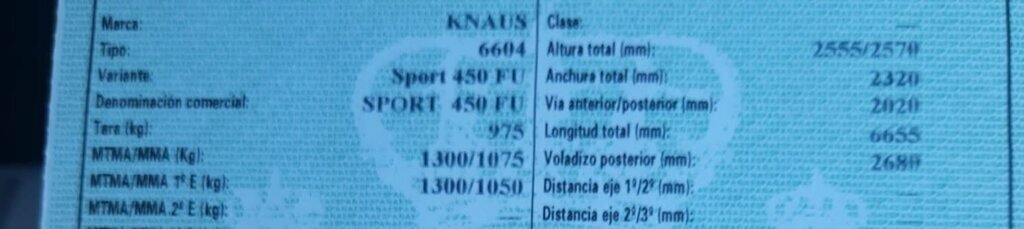 Marca: KNAUS
Tipo: 6604
Variante: Sport 450 FU
Denominación comercial: SPORT 450 FU
Tara (kg): 975
MTMA/MMA (Kg): 1300/1075
MTMA/MMA 1º E (kg): 1300/1050
MTMA/MMA 2º E (kg): —
Clase: —
Altura total (mm): 2555/2570
Anchura total (mm): 2320
Vía anterior/posterior (mm): 2020
Longitud total (mm): 6655
Voladizo posterior (mm): 2680
Distancia eje 1º/2º (mm):
Distancia eje 2º/3º (mm):